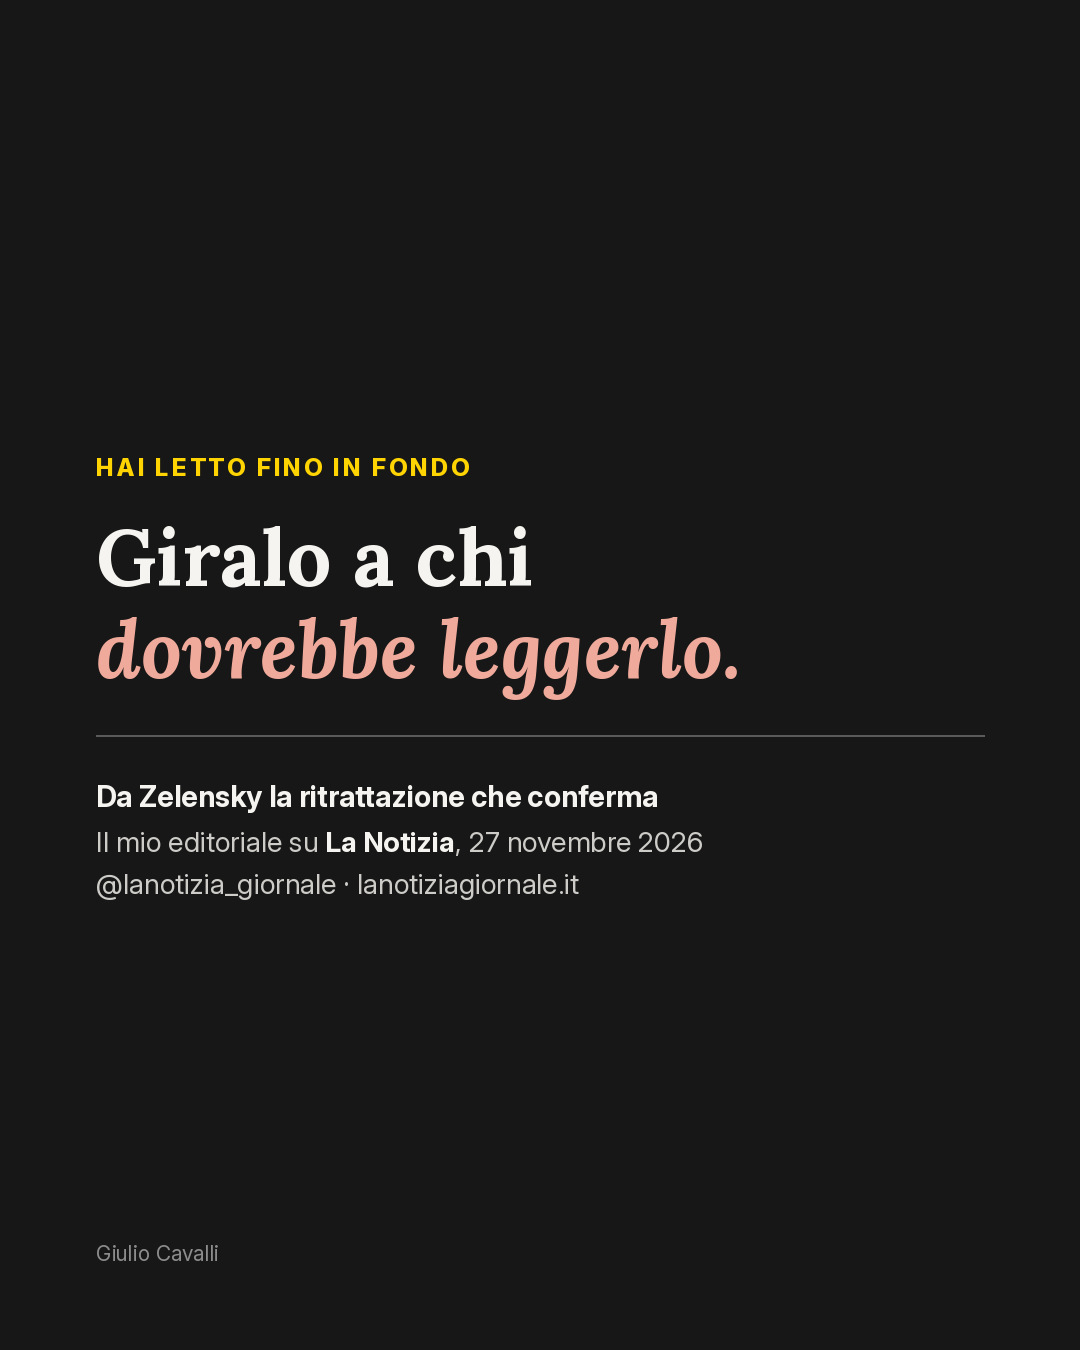 HAI LETTO FINO IN FONDO
Giralo a chi
dovrebbe leggerlo.
Da Zelensky la ritrattazione che conferma
Il mio editoriale su La Notizia, 27 novembre 2026
@lanotizia_giornale · lanotiziagiornale.it
Giulio Cavalli